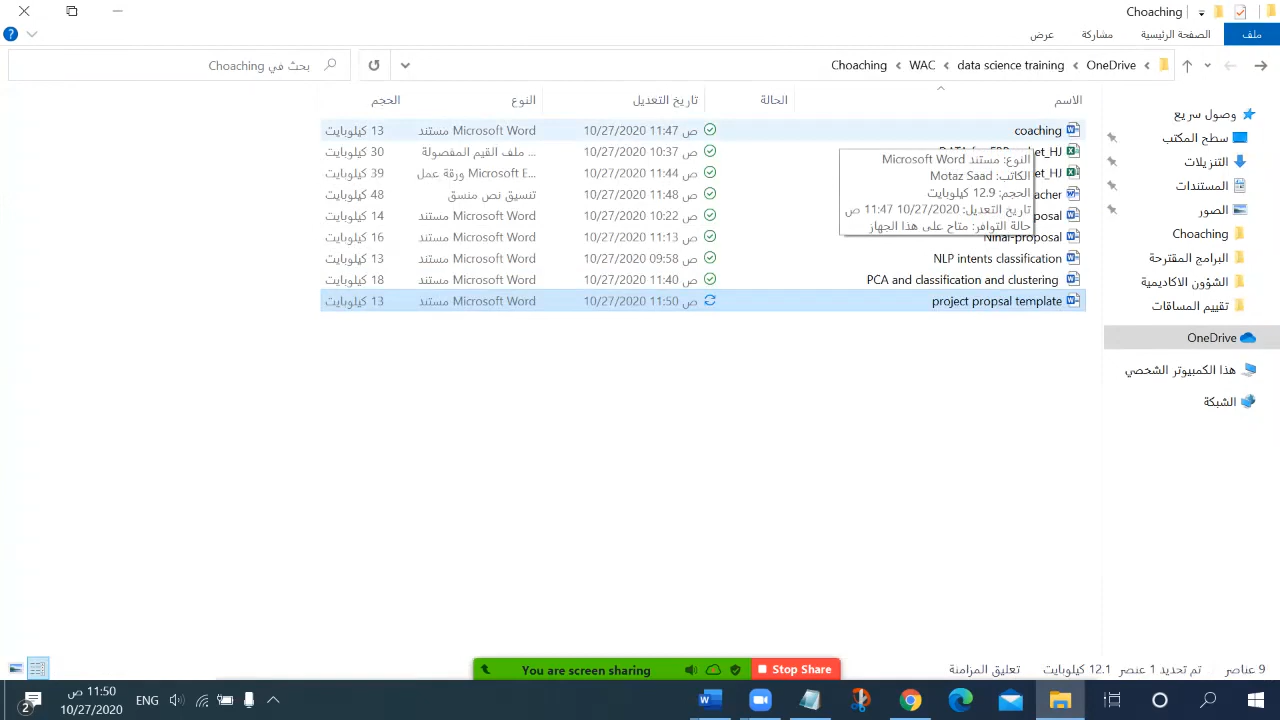 Choaching
ملف
الصفحة الرئيسية
مشاركة
عرض
OneDrive
data science training
WAC
Choaching
بحث في Choaching
الاسم
الحالة
تاريخ التعديل
النوع
الحجم
coaching
10/27/2020 11:47 ص
مستند Microsoft Word
13 كيلوبايت
et_HJ
10/27/2020 10:37 ص
ملف القيم المفصولة ...
30 كيلوبايت
et_HJ
10/27/2020 11:44 ص
ورقة عمل Microsoft E...
39 كيلوبايت
acher
10/27/2020 11:48 ص
تنسيق نص منسق
48 كيلوبايت
posal
10/27/2020 10:22 ص
مستند Microsoft Word
14 كيلوبايت
-proposal
10/27/2020 11:13 ص
مستند Microsoft Word
16 كيلوبايت
NLP intents classification
10/27/2020 09:58 ص
مستند Microsoft Word
13 كيلوبايت
PCA and classification and clustering
10/27/2020 11:40 ص
مستند Microsoft Word
18 كيلوبايت
project propsal template
10/27/2020 11:50 ص
مستند Microsoft Word
13 كيلوبايت
النوع: مستند Microsoft Word
الكاتب: Motaz Saad
الحجم: 12.9 كيلوبايت
تاريخ التعديل: 10/27/2020 11:47 ص
حالة التوافر: متاح على هذا الجهاز
وصول سريع
سطح المكتب
التنزيلات
المستندات
الصور
Choaching
البرامج المقترحة
الشؤون الاكاديمية
تقييم المساقات
OneDrive
هذا الكمبيوتر الشخصي
الشبكة
9 عناصر
تم تحديد 1 عنصر 12.1 كيلوبايت
تعليق المزامنة
You are screen sharing
Stop Share
ENG
11:50 ص
10/27/2020
2